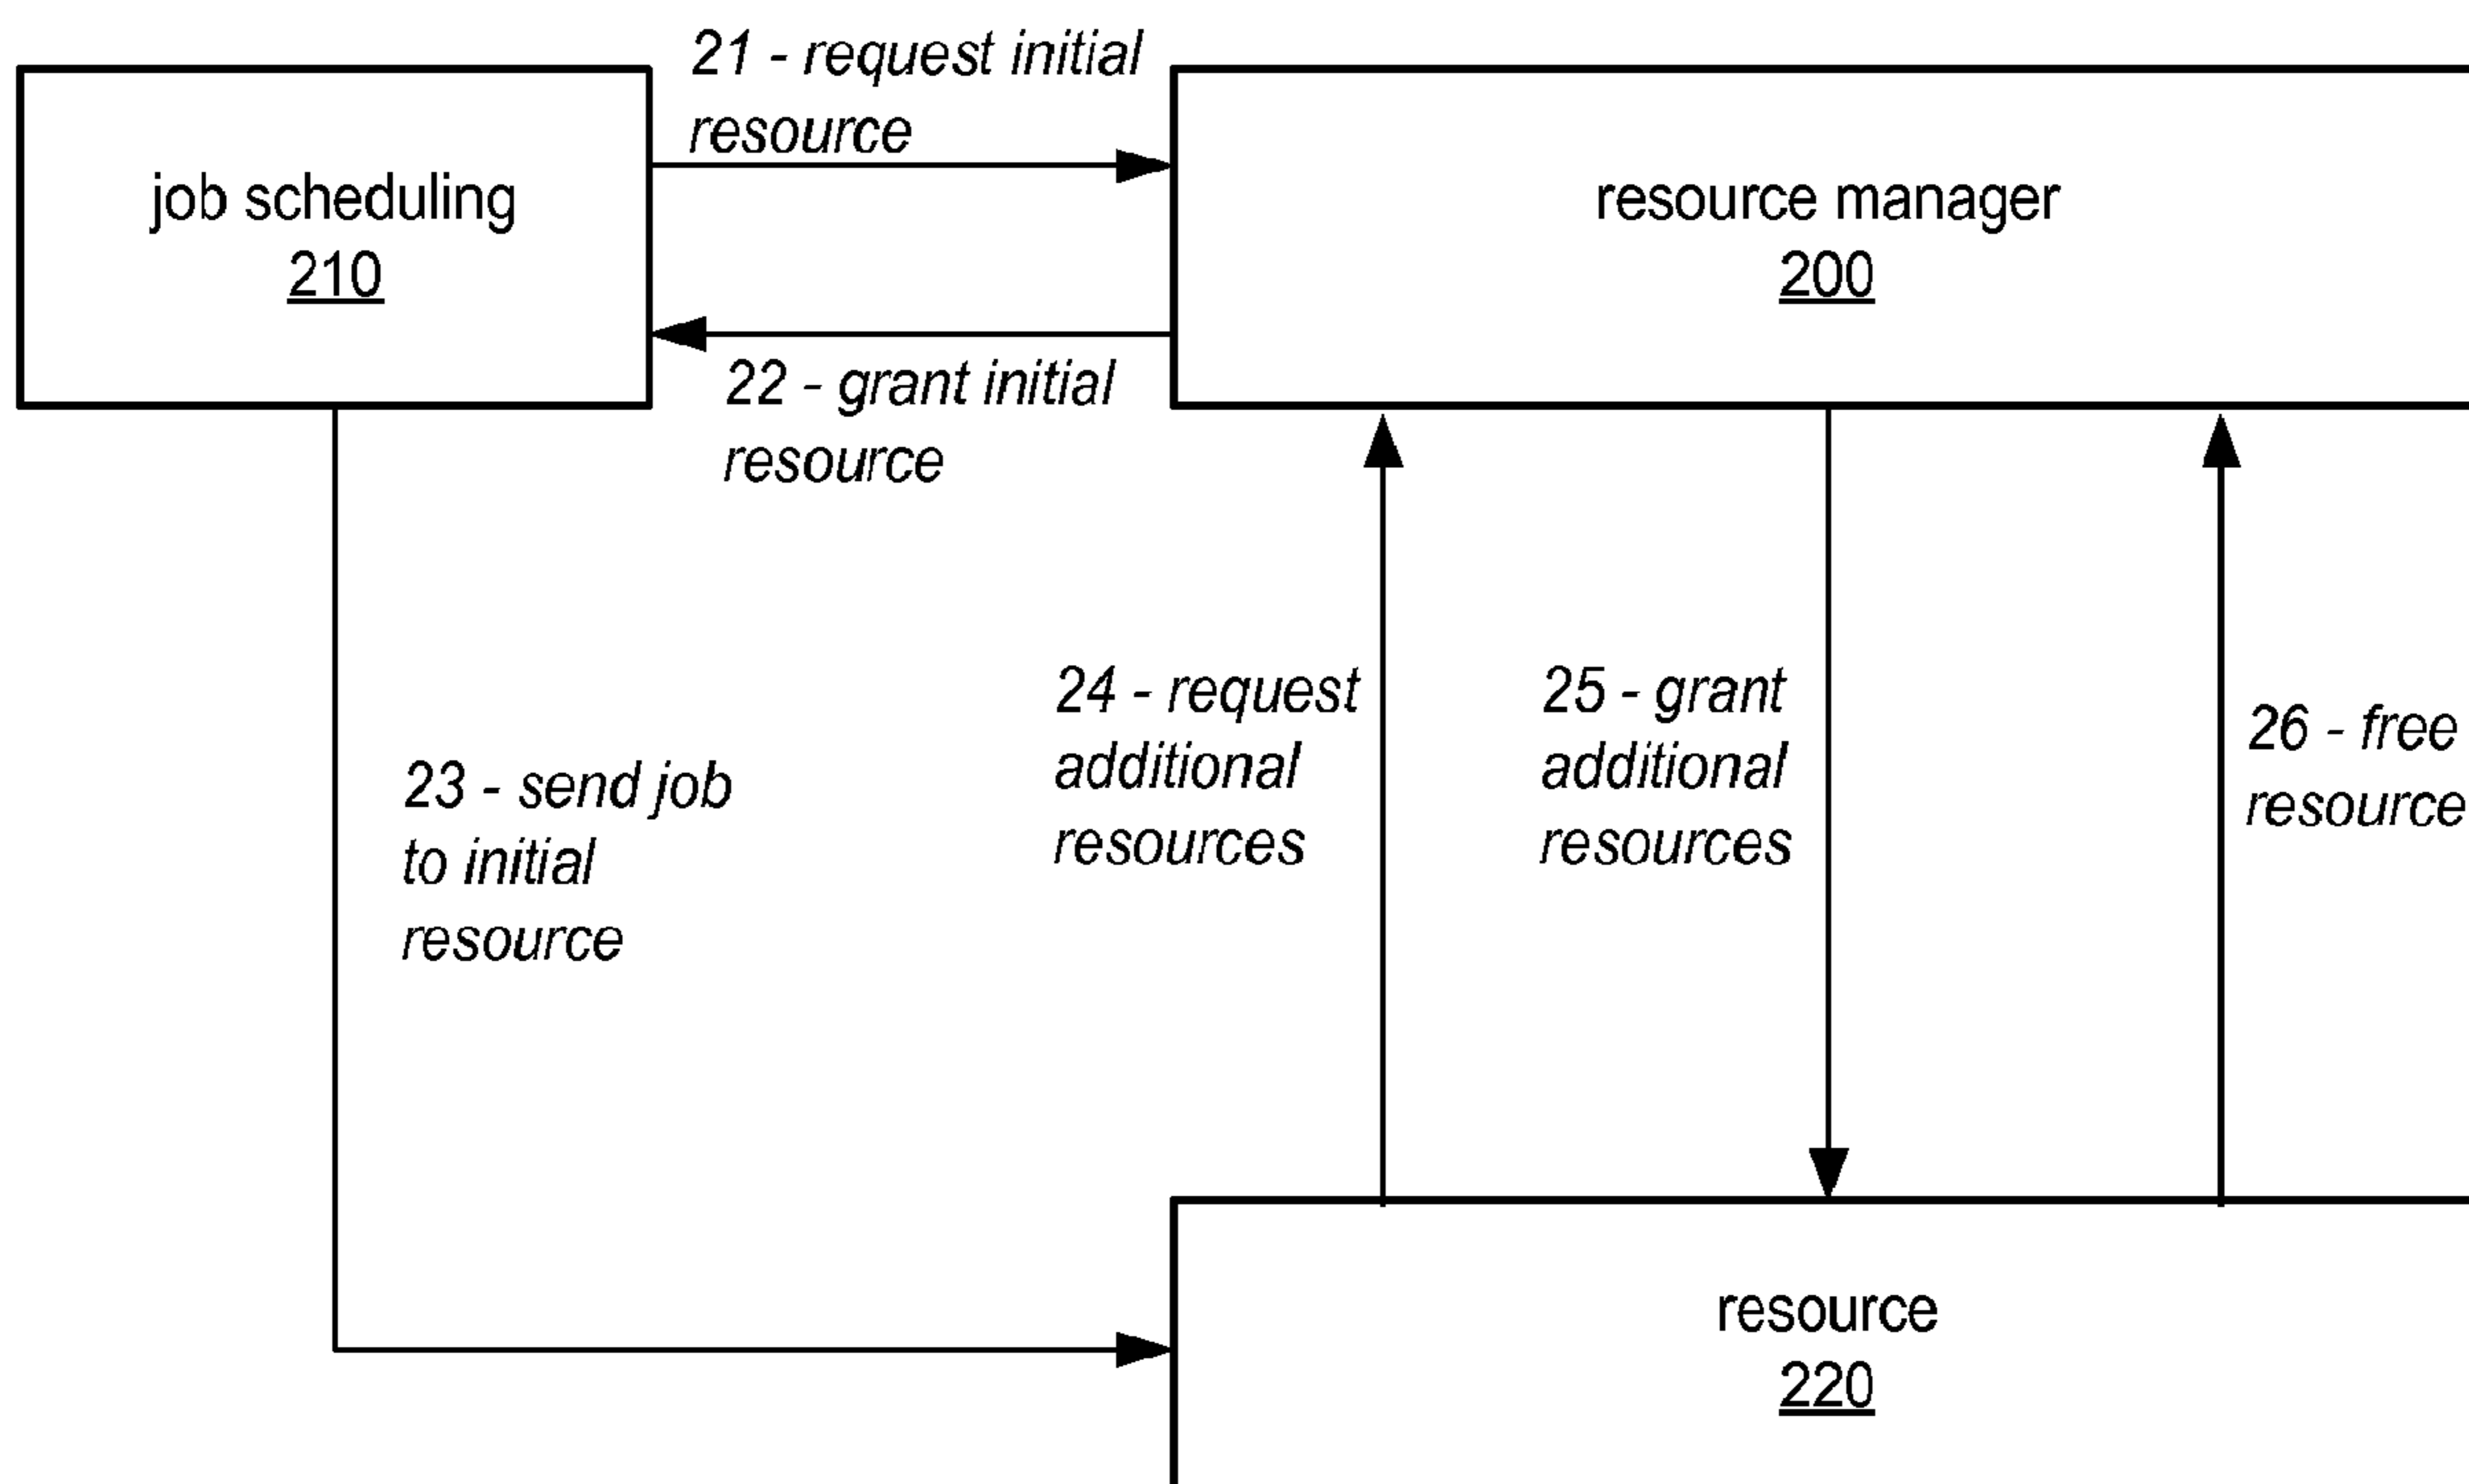 21 - request initial
resource
job scheduling
210
resource manager
200
22 - grant initial
resource
23 - send job
to initial
resource
24 - request
additional
resources
25 - grant
additional
resources
26 - free
resource
resource
220